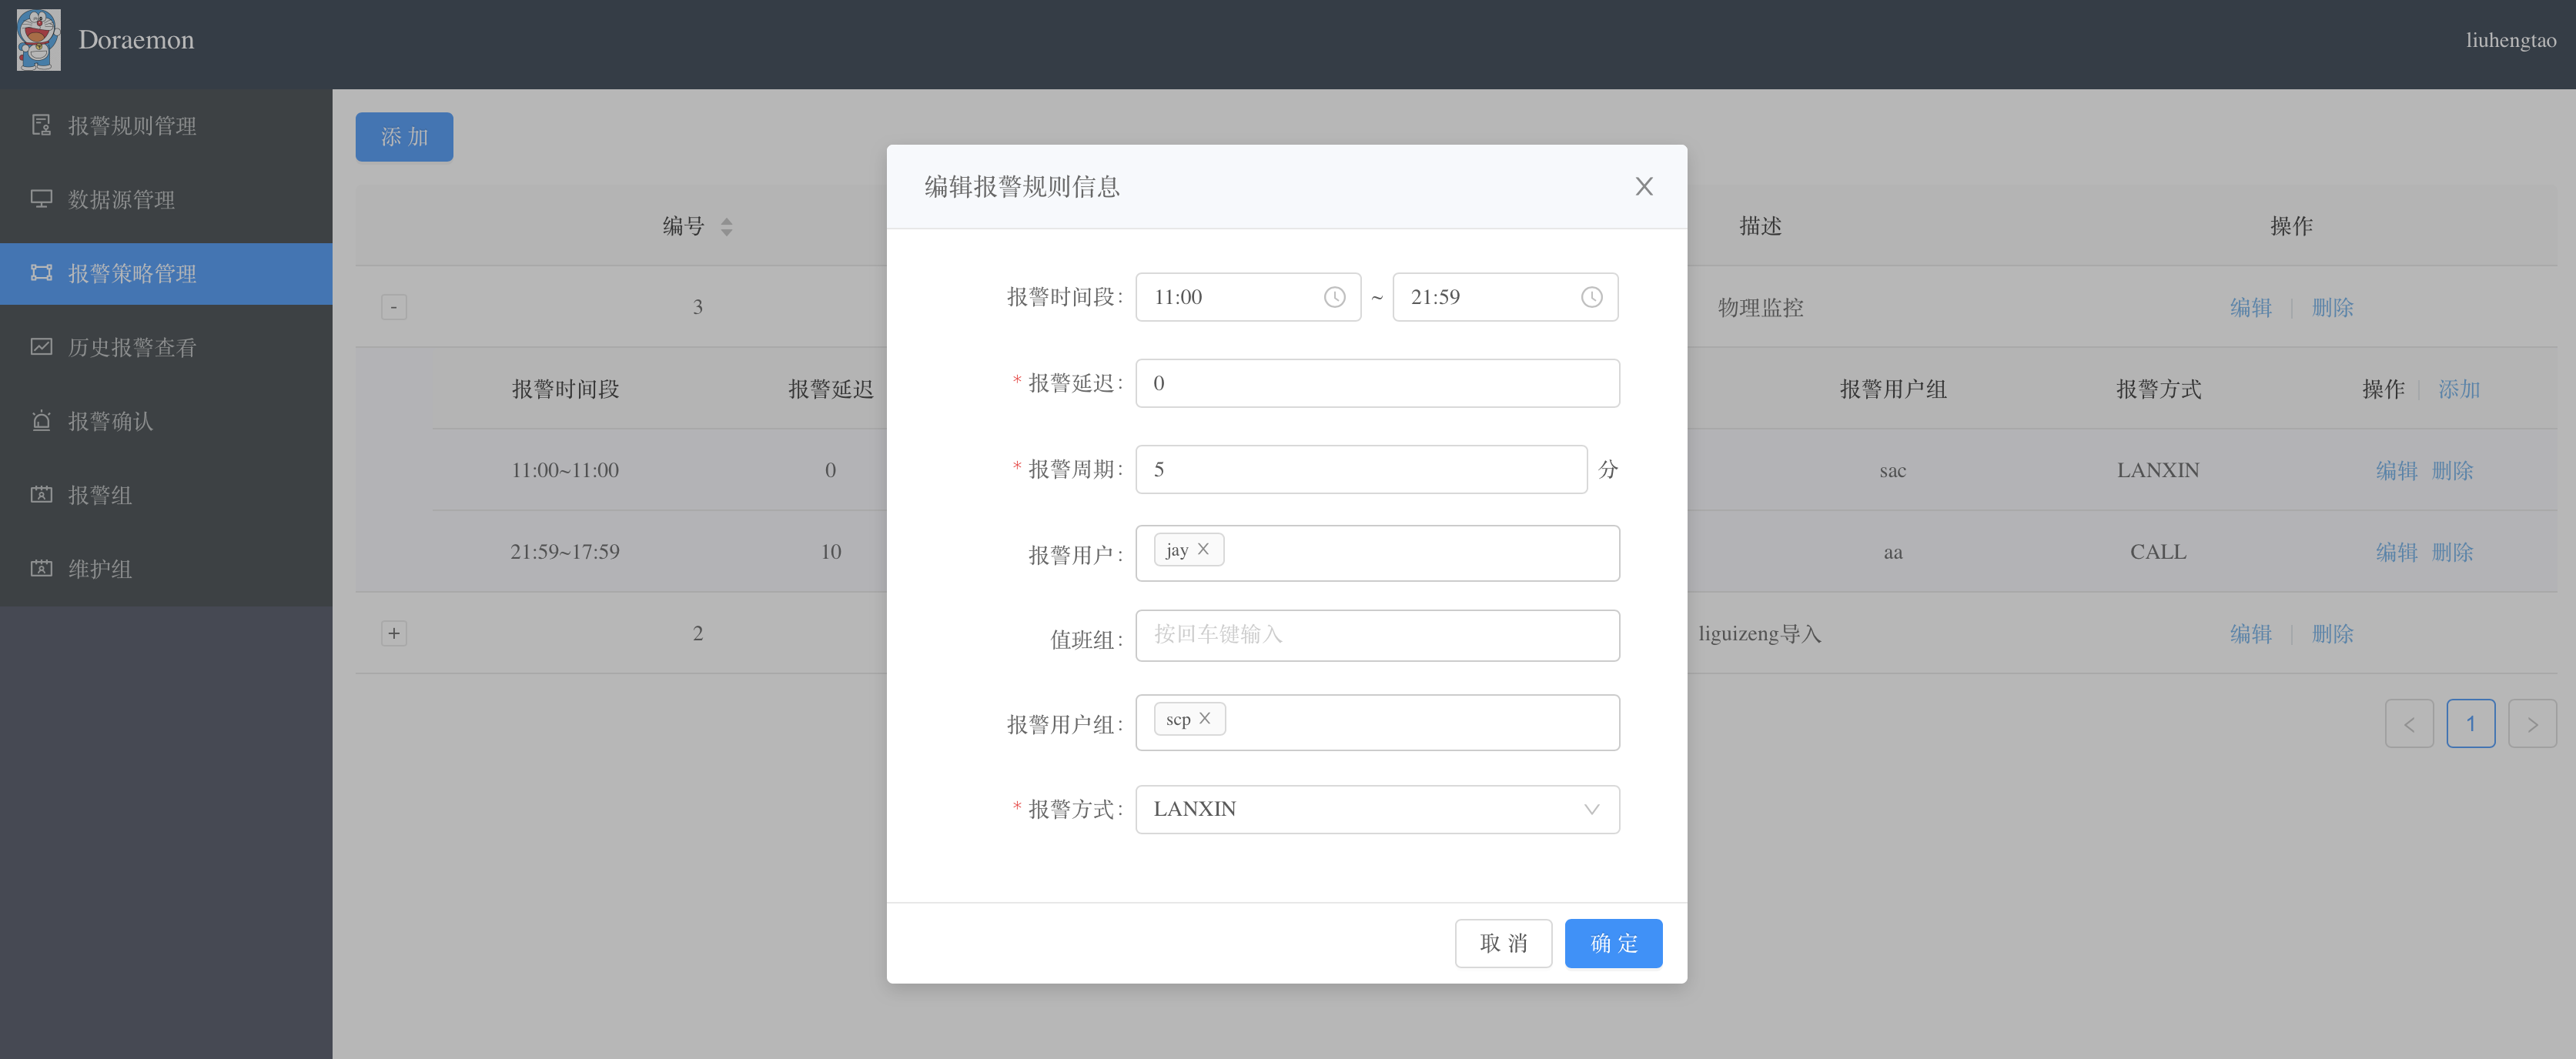 Doraemon
liuhengtao
报警规则管理
数据源管理
报警策略管理
历史报警查看
报警确认
报警组
维护组
添 加
编号 描述 操作
- 3 物理监控 编辑 | 删除
报警时间段 报警延迟 报警用户组 报警方式 操作 | 添加
11:00~11:00 0 sac LANXIN 编辑 删除
21:59~17:59 10 aa CALL 编辑 删除
+ 2 liguizeng导入 编辑 | 删除
< 1 >
编辑报警规则信息
报警时间段: 11:00 ~ 21:59
* 报警延迟: 0
* 报警周期: 5 分
报警用户: jay
值班组: 按回车键输入
报警用户组: scp
* 报警方式: LANXIN
取 消 确 定